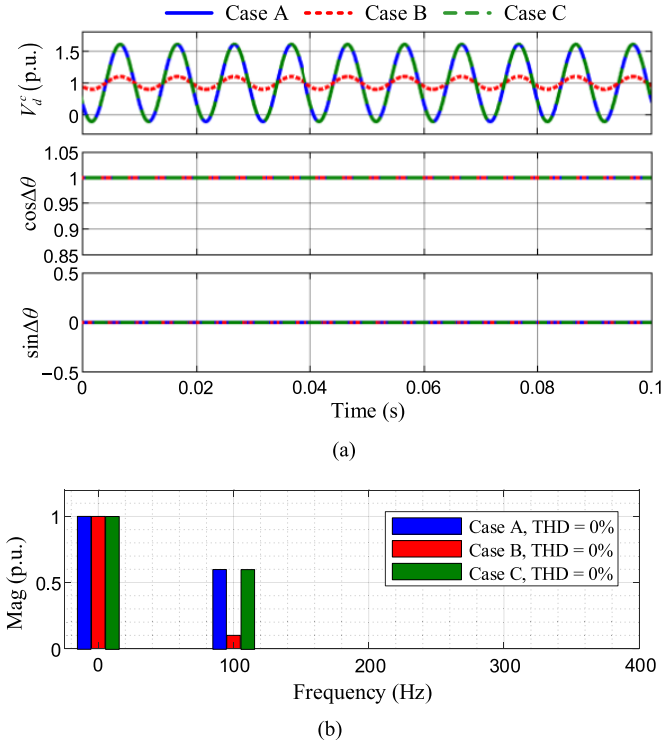 Case A Case B Case C
V_d^c (p.u.)
1.5
1
0
cosΔθ
1.05
1
0.95
0.9
0.85
sinΔθ
0.5
0
−0.5
0 0.02 0.04 0.06 0.08 0.1
Time (s)
(a)
Mag (p.u.)
1
0.5
0
Case A, THD = 0%
Case B, THD = 0%
Case C, THD = 0%
0 100 200 300 400
Frequency (Hz)
(b)